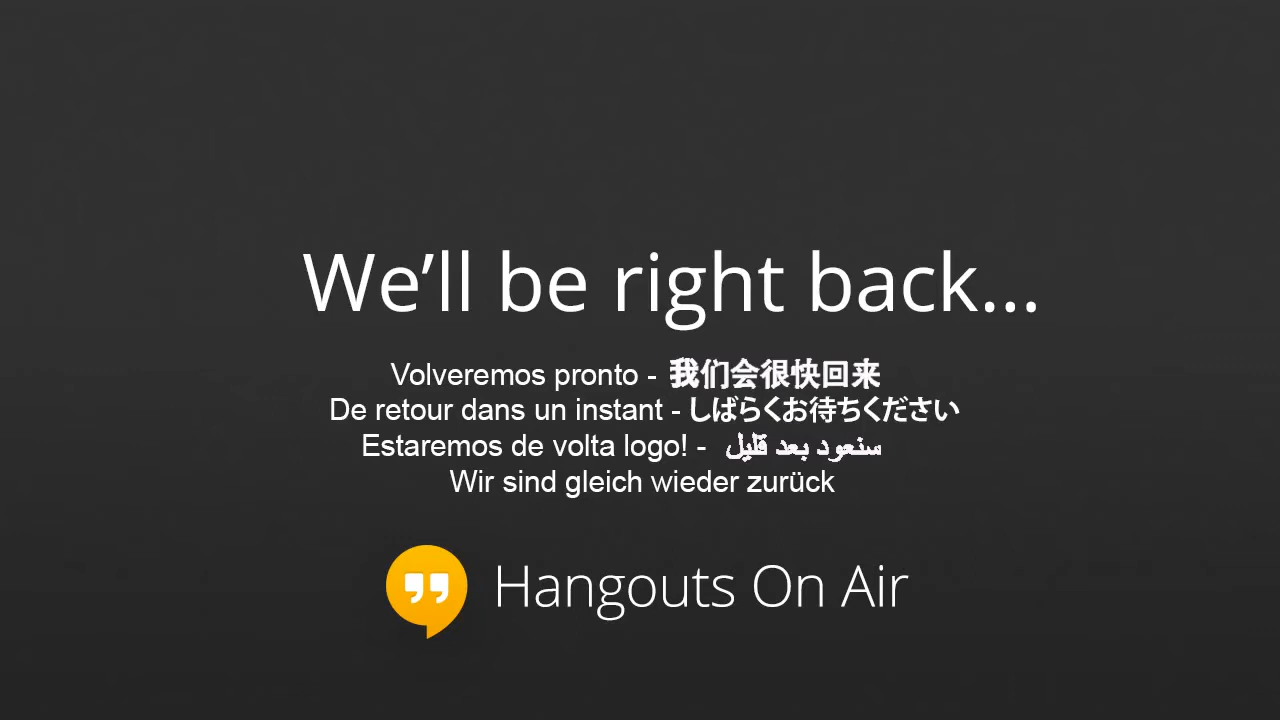 We’ll be right back...
Volveremos pronto - 我们会很快回来
De retour dans un instant - しばらくお待ちください
Estaremos de volta logo! - سنعود بعد قليل
Wir sind gleich wieder zurück
Hangouts On Air